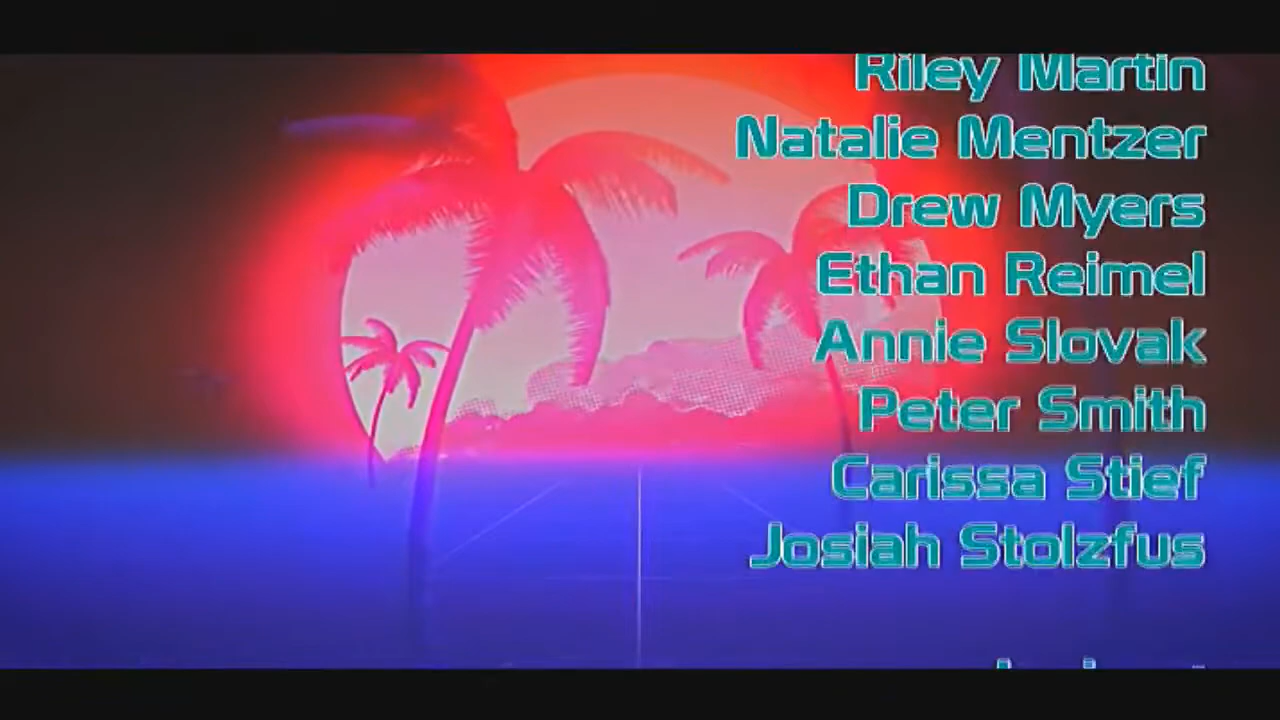 Riley Martin
Natalie Mentzer
Drew Myers
Ethan Reimel
Annie Slovak
Peter Smith
Carissa Stief
Josiah Stolzfus